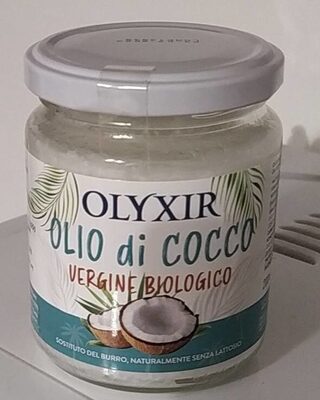 OLYXIR
OLIO di COCCO
VERGINE BIOLOGICO
SOSTITUTO DEL BURRO, NATURALMENTE SENZA LATTOSIO